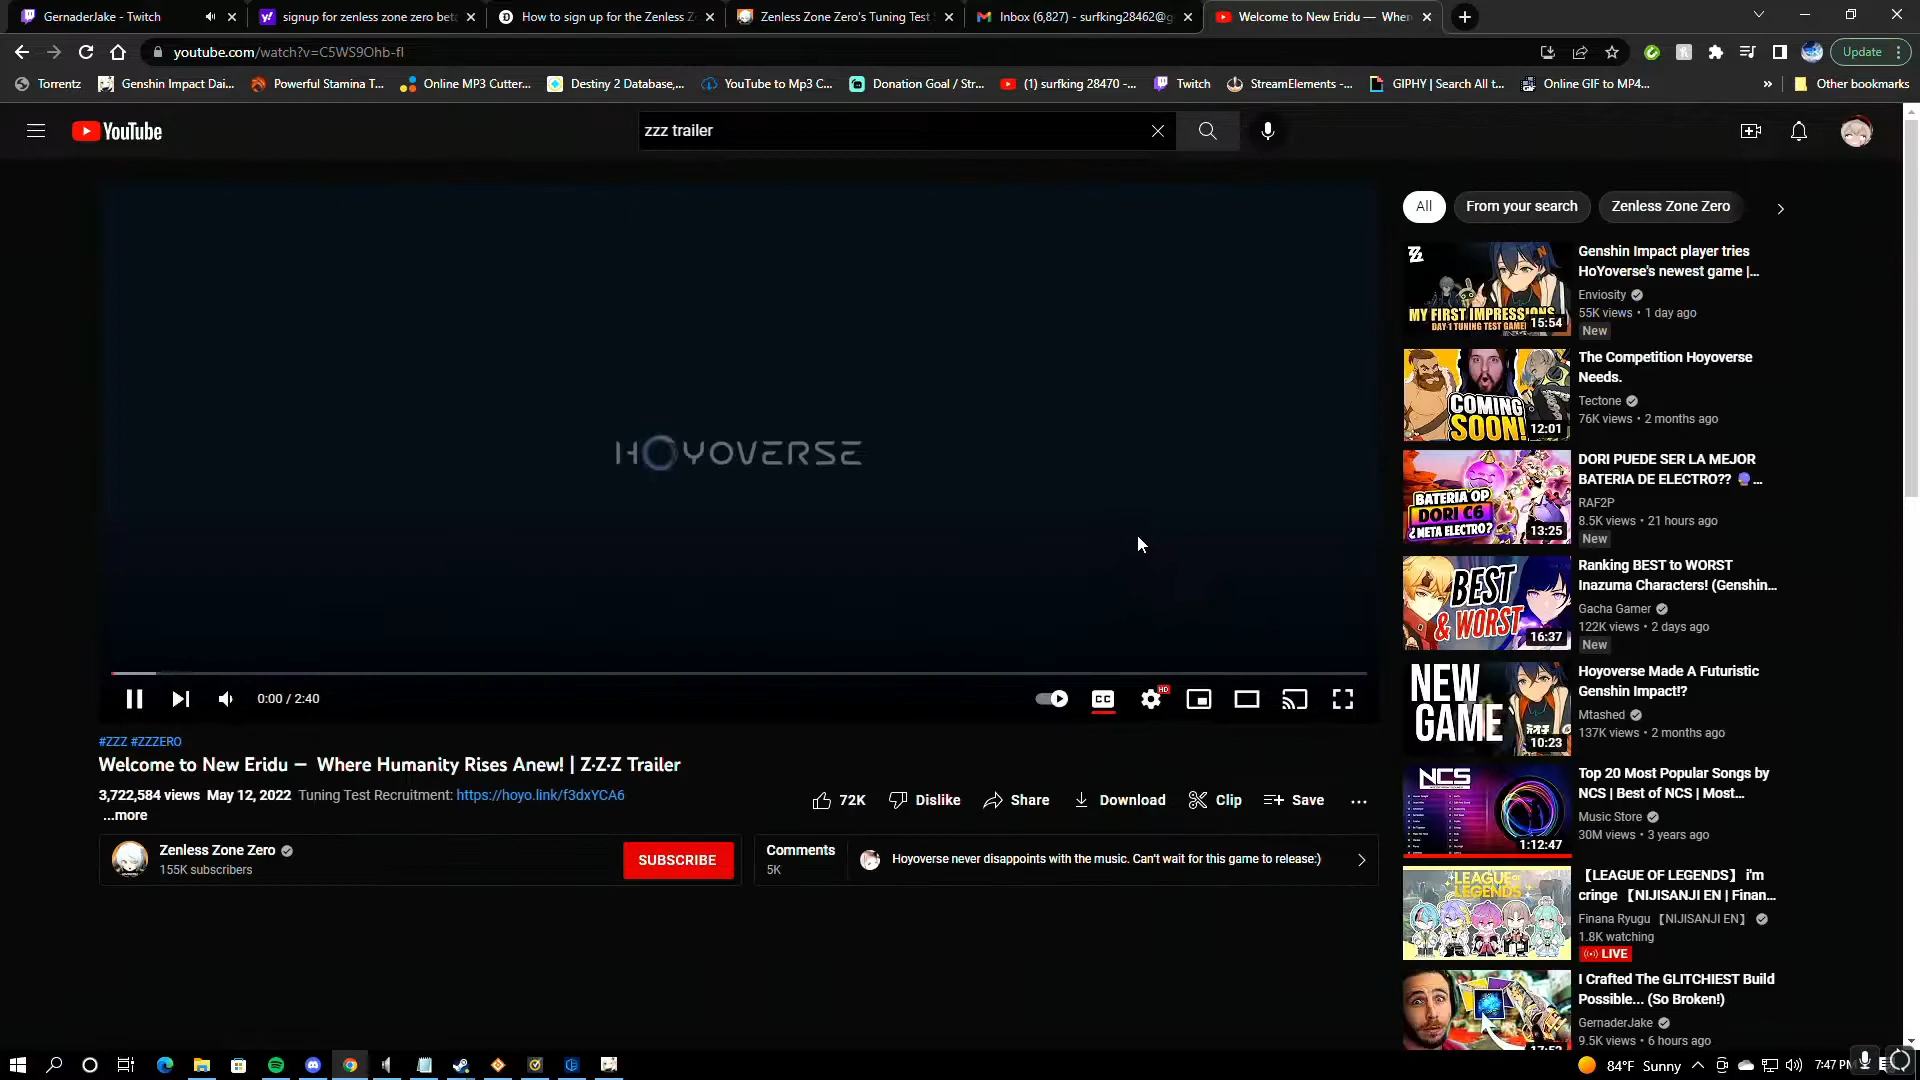 GernaderJake - Twitch
signup for zenless zone zero bet
How to sign up for the Zenless Z
Zenless Zone Zero's Tuning Test
Inbox (6,827) - surfking28462@g
Welcome to New Eridu — When
youtube.com/watch?v=C5WS9Ohb-fI
Update
Torrentz
Genshin Impact Dai...
Powerful Stamina T...
Online MP3 Cutter...
Destiny 2 Database,...
YouTube to Mp3 C...
Donation Goal / Str...
(1) surfking 28470 -...
Twitch
StreamElements -...
GIPHY | Search All t...
Online GIF to MP4...
»
Other bookmarks
YouTube
zzz trailer
All
From your search
Zenless Zone Zero
HOYOVERSE
0:00 / 2:40
CC
HD
#ZZZ #ZZZERO
Welcome to New Eridu — Where Humanity Rises Anew! | Z·Z·Z Trailer
3,722,584 views May 12, 2022 Tuning Test Recruitment: https://hoyo.link/f3dxYCA6
...more
72K
Dislike
Share
Download
Clip
Save
Zenless Zone Zero
155K subscribers
SUBSCRIBE
Comments
5K
Hoyoverse never disappoints with the music. Can't wait for this game to release:)
MY FIRST IMPRESSIONS
DAY-1 TUNING TEST GAME
15:54
Genshin Impact player tries
HoYoverse's newest game |...
Enviosity
55K views • 1 day ago
New
COMING
SOON!
12:01
The Competition Hoyoverse
Needs.
Tectone
76K views • 2 months ago
BATERIA OP
DORI C6
¿META ELECTRO?
13:25
DORI PUEDE SER LA MEJOR
BATERIA DE ELECTRO?? 🔮...
RAF2P
8.5K views • 21 hours ago
New
BEST
& WORST
16:37
Ranking BEST to WORST
Inazuma Characters! (Genshin...
Gacha Gamer
122K views • 2 days ago
New
NEW
GAME
10:23
Hoyoverse Made A Futuristic
Genshin Impact!?
Mtashed
137K views • 2 months ago
NCS
1:12:47
Top 20 Most Popular Songs by
NCS | Best of NCS | Most...
Music Store
30M views • 3 years ago
LEAGUE OF
LEGENDS
【LEAGUE OF LEGENDS】 i'm
cringe 【NIJISANJI EN | Finan...
Finana Ryugu 【NIJISANJI EN】
1.8K watching
LIVE
17:52
I Crafted The GLITCHIEST Build
Possible... (So Broken!)
GernaderJake
9.5K views • 6 hours ago
84°F Sunny
7:47 PM